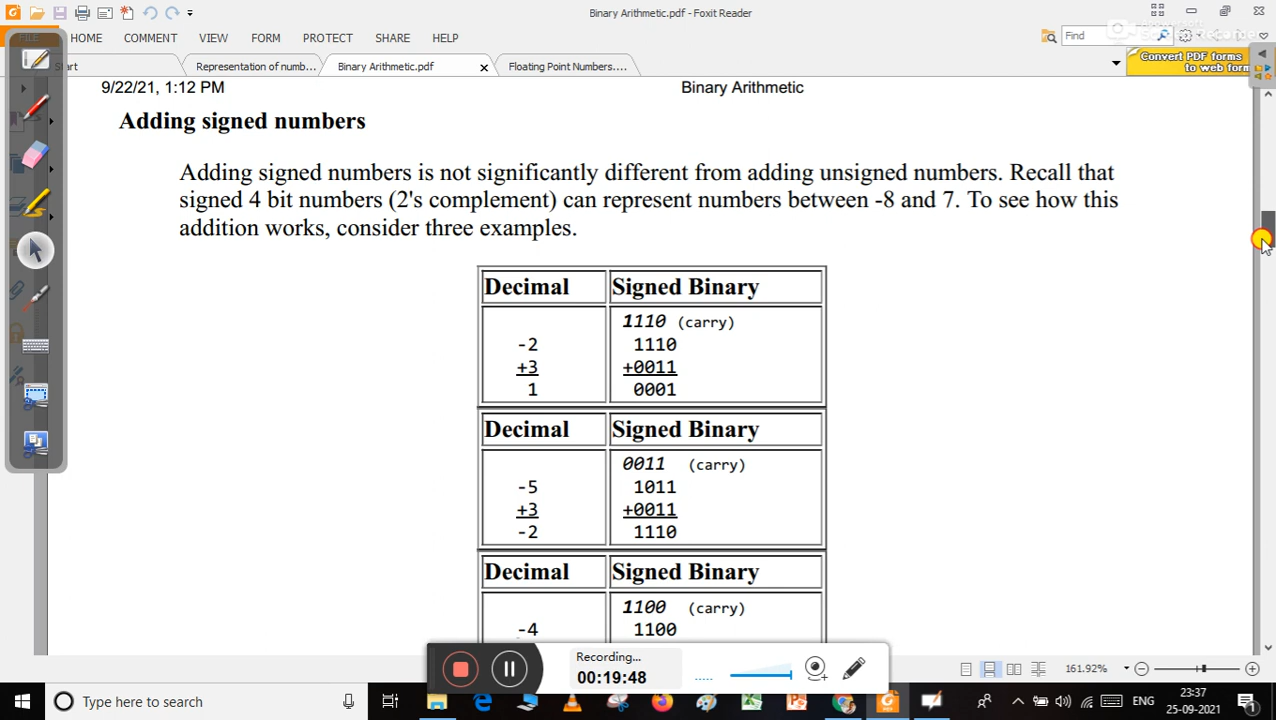 Binary Arithmetic.pdf - Foxit Reader
FILE HOME COMMENT VIEW FORM PROTECT SHARE HELP
Find
Start Representation of numb... Binary Arithmetic.pdf Floating Point Numbers....
Convert PDF forms
to web form
9/22/21, 1:12 PM Binary Arithmetic
Adding signed numbers
Adding signed numbers is not significantly different from adding unsigned numbers. Recall that
signed 4 bit numbers (2's complement) can represent numbers between -8 and 7. To see how this
addition works, consider three examples.
Decimal Signed Binary
1110 (carry)
-2 1110
+3 +0011
1 0001
Decimal Signed Binary
0011 (carry)
-5 1011
+3 +0011
-2 1110
Decimal Signed Binary
1100 (carry)
-4 1100
Recording...
00:19:48
161.92%
Type here to search
ENG
23:37
25-09-2021
1